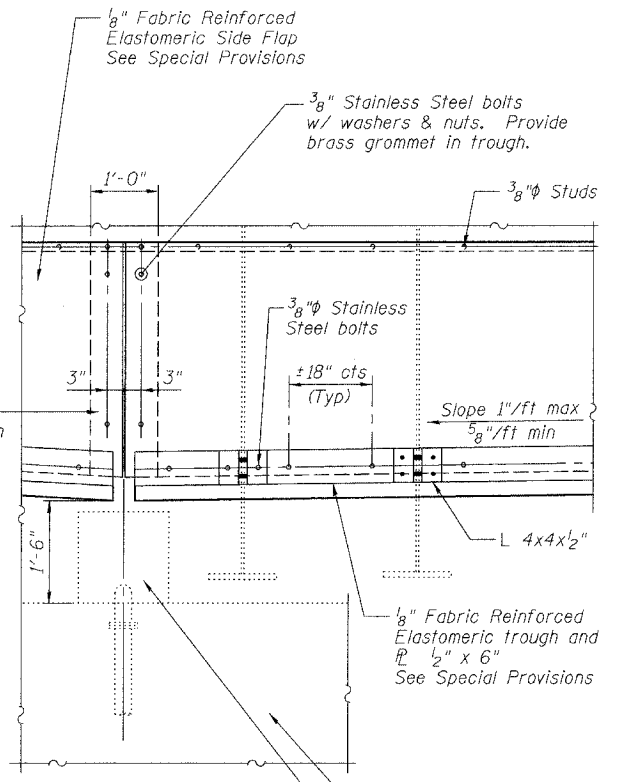 ⅛" Fabric Reinforced
Elastomeric Side Flap
See Special Provisions
⅜" Stainless Steel bolts
w/ washers & nuts. Provide
brass grommet in trough.
1'-0"
⅜"ϕ Studs
⅜"ϕ Stainless
Steel bolts
3"
3"
±18" cts
(Typ)
Slope 1"/ft max
⅝"/ft min
n
1'-6"
L 4x4x½"
⅛" Fabric Reinforced
Elastomeric trough and
℄ ½" x 6"
See Special Provisions